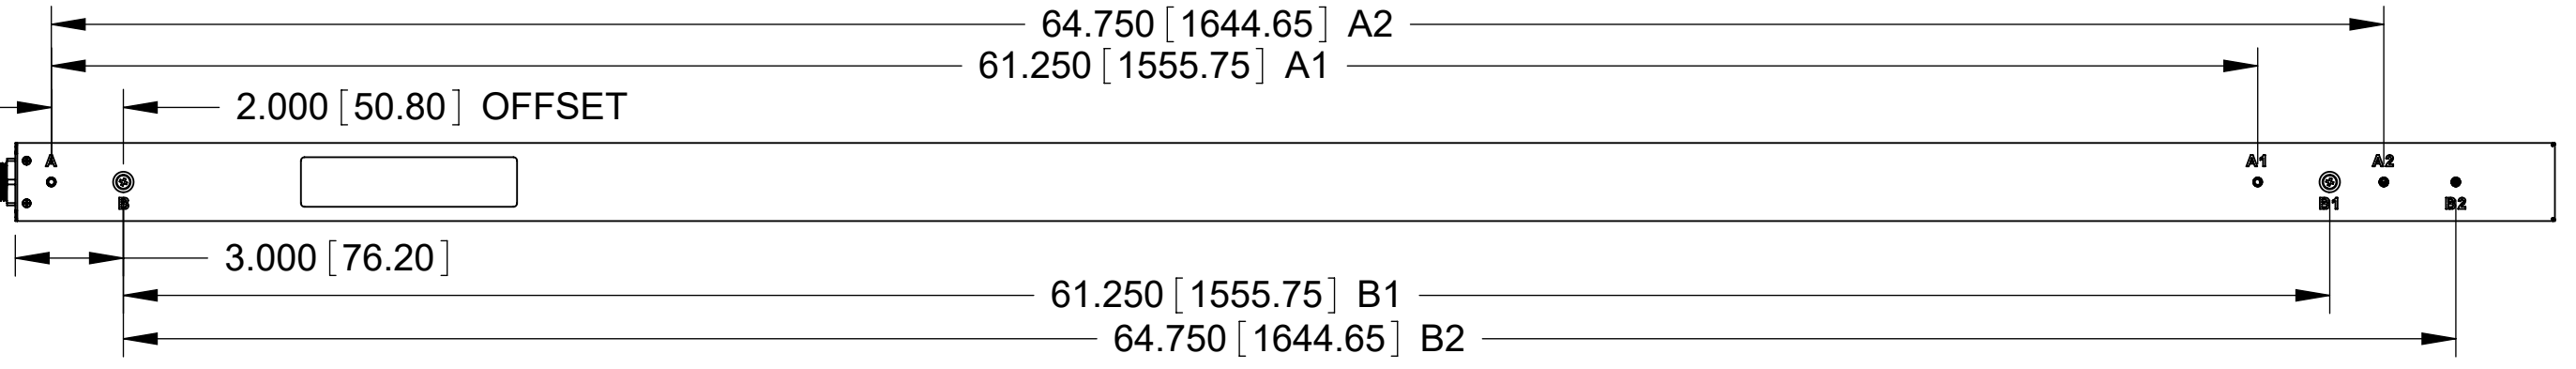 64.750 [1644.65] A2
61.250 [1555.75] A1
2.000 [50.80] OFFSET
A A1 A2
B B1 B2
3.000 [76.20]
61.250 [1555.75] B1
64.750 [1644.65] B2